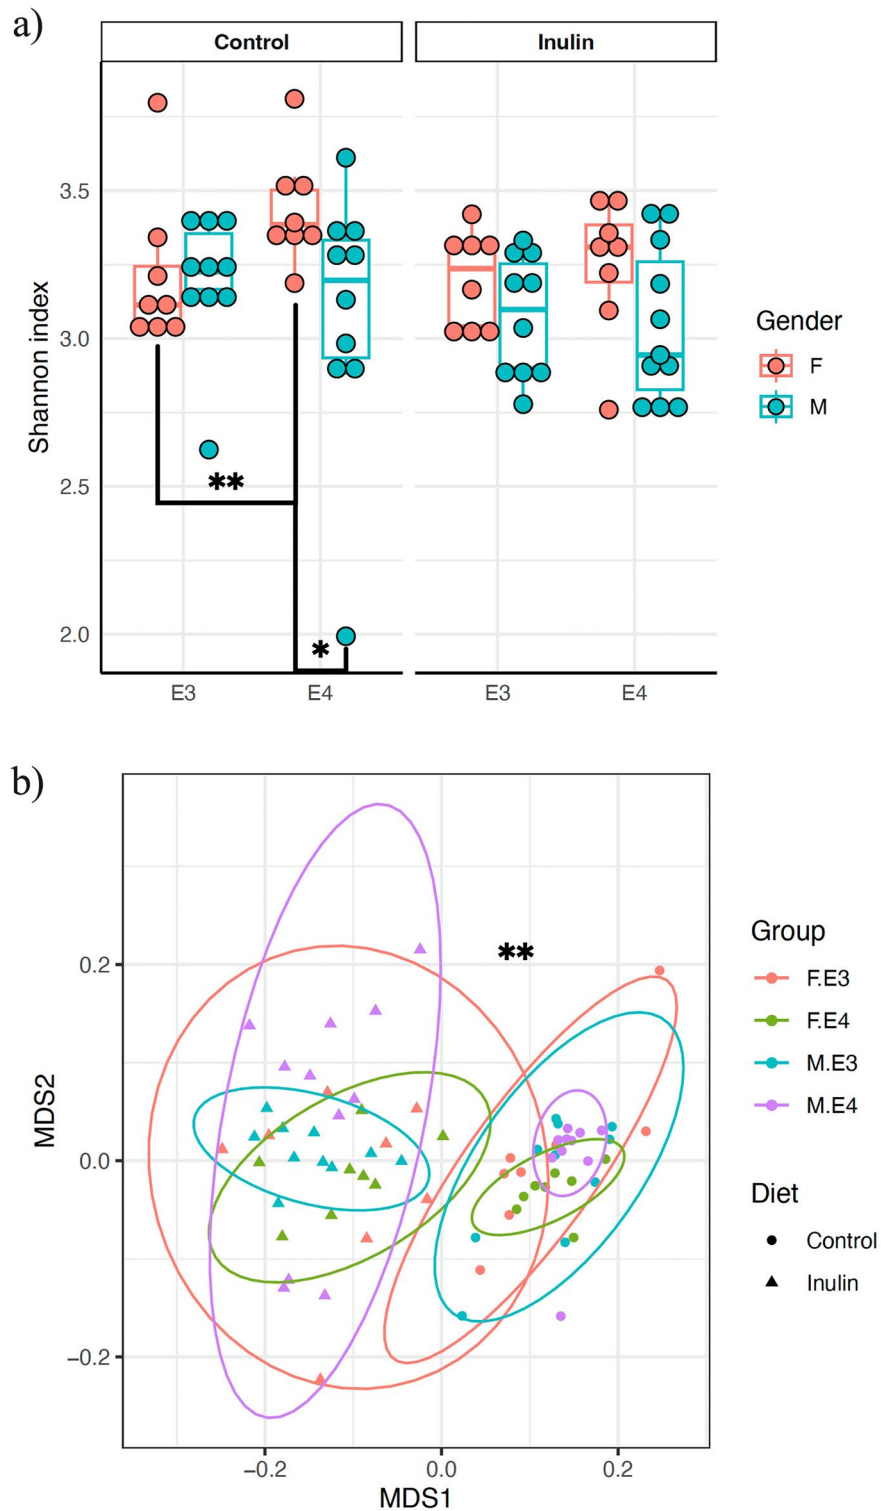 a)
Control Inulin
3.5
3.0
2.5
2.0
Shannon index
**
*
E3 E4 E3 E4
Gender
F
M
b)
**
0.2
0.0
−0.2
MDS2
−0.2 0.0 0.2
MDS1
Group
F.E3
F.E4
M.E3
M.E4
Diet
Control
Inulin